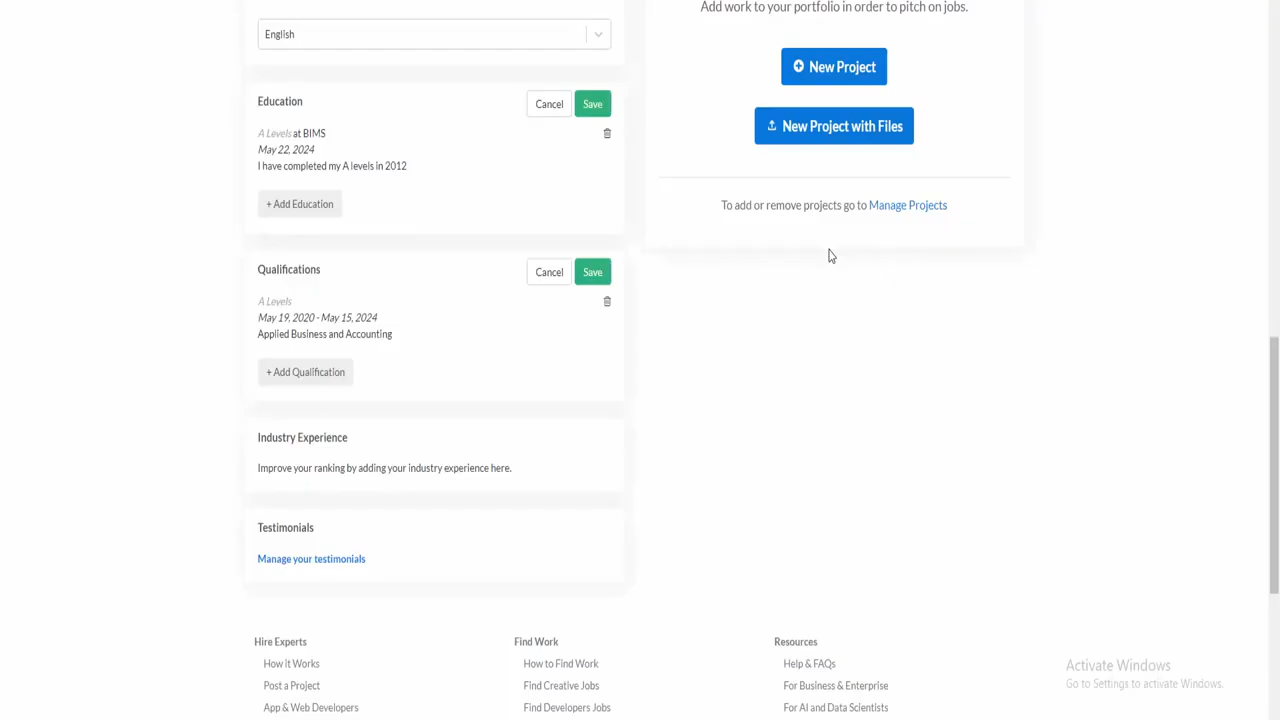 Add work to your portfolio in order to pitch on jobs.
English
New Project
New Project with Files
To add or remove projects go to Manage Projects
Education
Cancel
Save
A Levels at BIMS
May 22, 2024
I have completed my A levels in 2012
+ Add Education
Qualifications
Cancel
Save
A Levels
May 19, 2020 - May 15, 2024
Applied Business and Accounting
+ Add Qualification
Industry Experience
Improve your ranking by adding your industry experience here.
Testimonials
Manage your testimonials
Hire Experts
How it Works
Post a Project
App & Web Developers
Find Work
How to Find Work
Find Creative Jobs
Find Developers Jobs
Resources
Help & FAQs
For Business & Enterprise
For AI and Data Scientists
Activate Windows
Go to Settings to activate Windows.